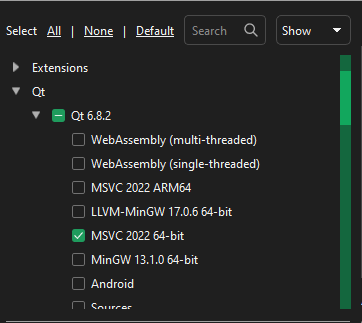 Select All | None | Default Search Show
Extensions
Qt
Qt 6.8.2
WebAssembly (multi-threaded)
WebAssembly (single-threaded)
MSVC 2022 ARM64
LLVM-MinGW 17.0.6 64-bit
MSVC 2022 64-bit
MinGW 13.1.0 64-bit
Android
Sources